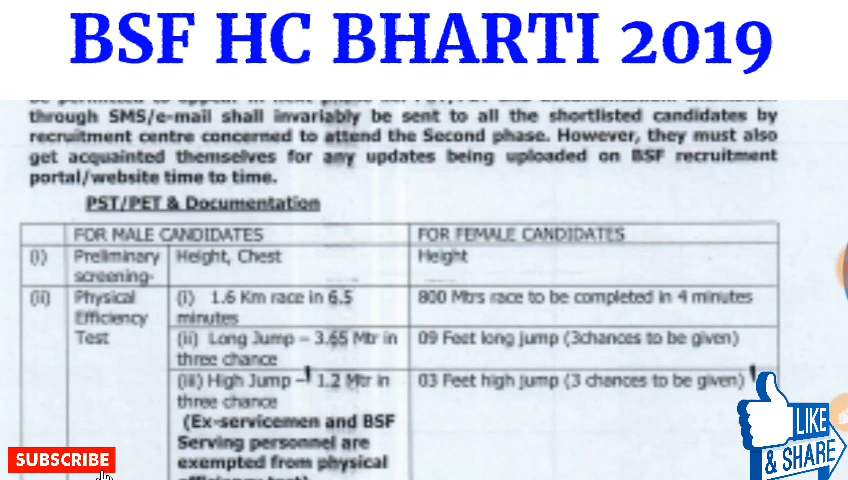 BSF HC BHARTI 2019
through SMS/e-mail shall invariably be sent to all the shortlisted candidates by
recruitment centre concerned to attend the Second phase. However, they must also
get acquainted themselves for any updates being uploaded on BSF recruitment
portal/website time to time.
PST/PET & Documentation
FOR MALE CANDIDATES FOR FEMALE CANDIDATES
(i) Preliminary screening- Height, Chest Height
(ii) Physical Efficiency Test
(i) 1.6 Km race in 6.5
minutes
800 Mtrs race to be completed in 4 minutes
(ii) Long Jump – 3.65 Mtr in
three chance
09 Feet long jump (3chances to be given)
(iii) High Jump – 1.2 Mtr in
three chance
03 Feet high jump (3 chances to be given)
(Ex-servicemen and BSF
Serving personnel are
exempted from physical
SUBSCRIBE
LIKE
& SHARE